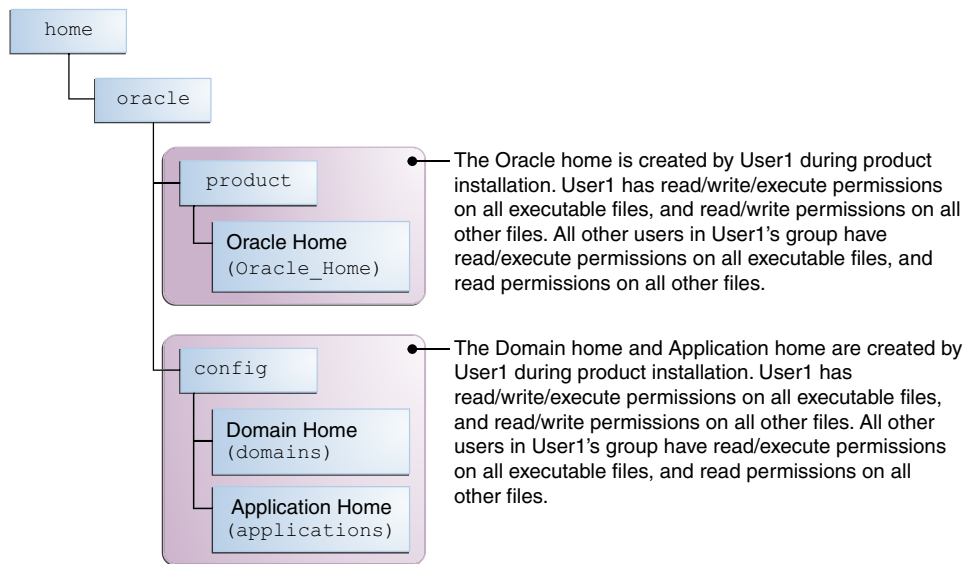 home
oracle
product
Oracle Home
(Oracle_Home)
The Oracle home is created by User1 during product
installation. User1 has read/write/execute permissions
on all executable files, and read/write permissions on all
other files. All other users in User1's group have
read/execute permissions on all executable files, and
read permissions on all other files.
config
Domain Home
(domains)
Application Home
(applications)
The Domain home and Application home are created by
User1 during product installation. User1 has
read/write/execute permissions on all executable files,
and read/write permissions on all other files. All other
users in User1's group have read/execute permissions
on all executable files, and read permissions on all
other files.